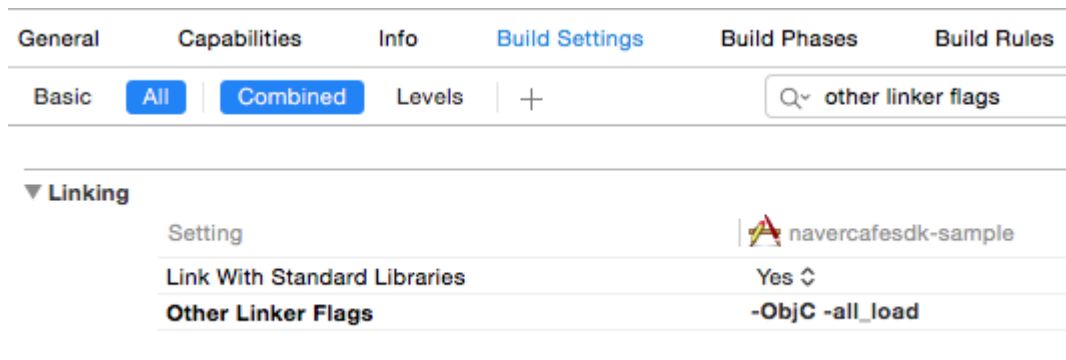 General Capabilities Info Build Settings Build Phases Build Rules
Basic All Combined Levels + other linker flags
Linking
Setting navercafesdk-sample
Link With Standard Libraries Yes
Other Linker Flags -ObjC -all_load